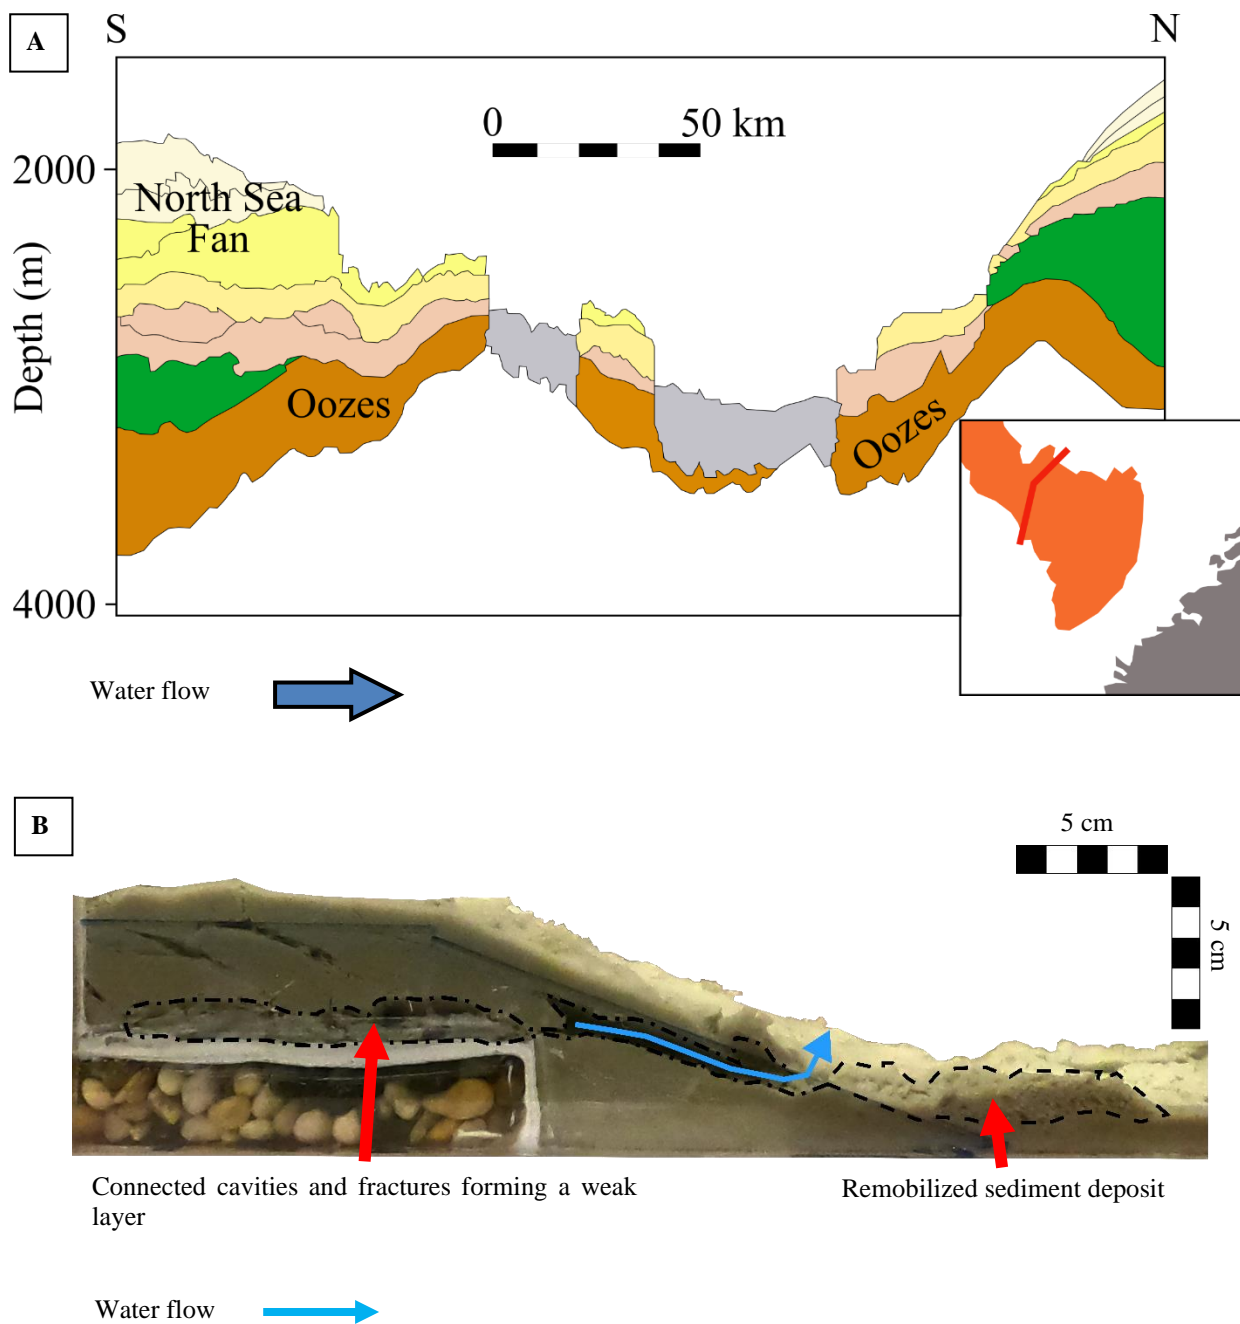 A
S
N
0
50 km
2000
North Sea
Fan
Depth (m)
Oozes
Oozes
4000
Water flow
B
5 cm
5 cm
Connected cavities and fractures forming a weak
layer
Remobilized sediment deposit
Water flow